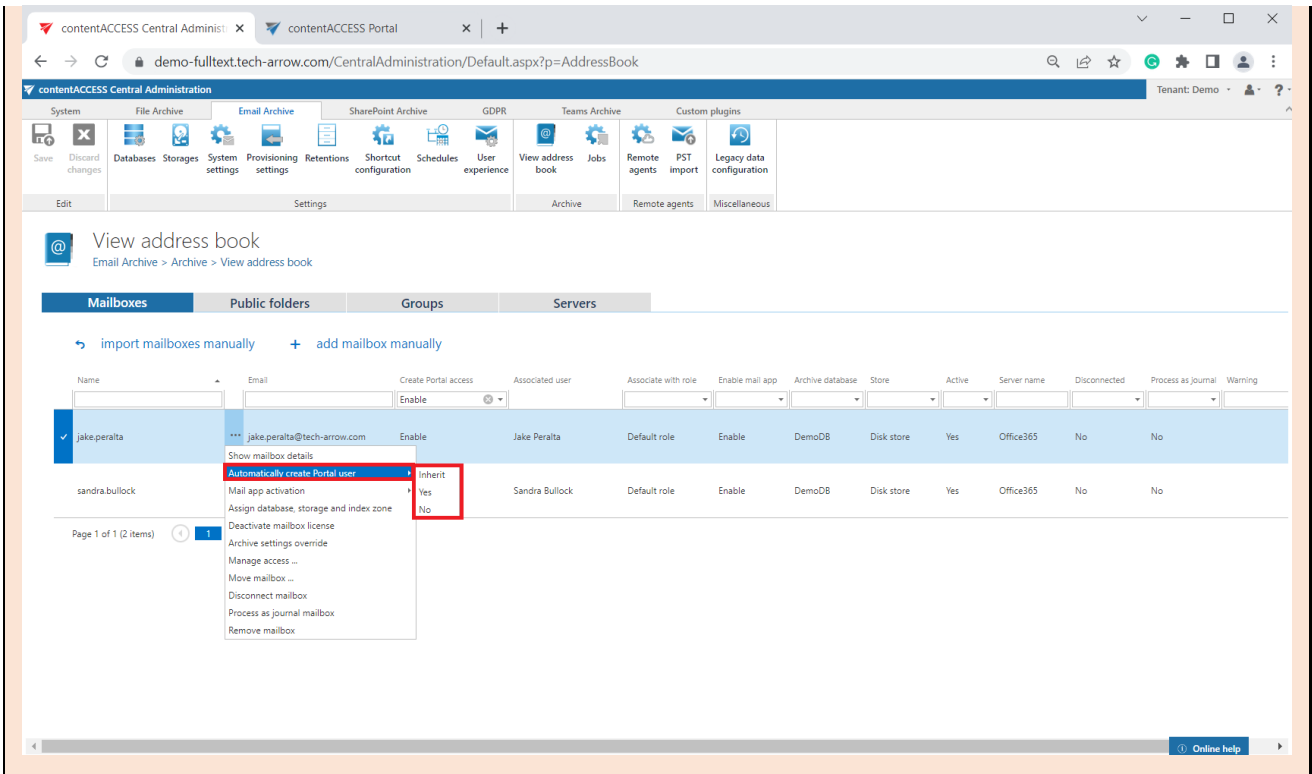 contentACCESS Central Administ
contentACCESS Portal
demo-fulltext.tech-arrow.com/CentralAdministration/Default.aspx?p=AddressBook
contentACCESS Central Administration
Tenant: Demo
?
System File Archive Email Archive SharePoint Archive GDPR Teams Archive Custom plugins
Save Discard changes Databases Storages System settings Provisioning settings Retentions Shortcut configuration Schedules User experience View address book Jobs Remote agents PST import Legacy data configuration
Edit Settings Archive Remote agents Miscellaneous
View address book
Email Archive > Archive > View address book
Mailboxes Public folders Groups Servers
import mailboxes manually + add mailbox manually
Name Email Create Portal access Associated user Associate with role Enable mail app Archive database Store Active Server name Disconnected Process as journal Warning
Enable
jake.peralta ... jake.peralta@tech-arrow.com Enable Jake Peralta Default role Enable DemoDB Disk store Yes Office365 No No
Show mailbox details
Automatically create Portal user
Inherit
Yes
No
Mail app activation
Assign database, storage and index zone
Deactivate mailbox license
Archive settings override
Manage access ...
Move mailbox ...
Disconnect mailbox
Process as journal mailbox
Remove mailbox
sandra.bullock Sandra Bullock Default role Enable DemoDB Disk store Yes Office365 No No
Page 1 of 1 (2 items) 1
Online help